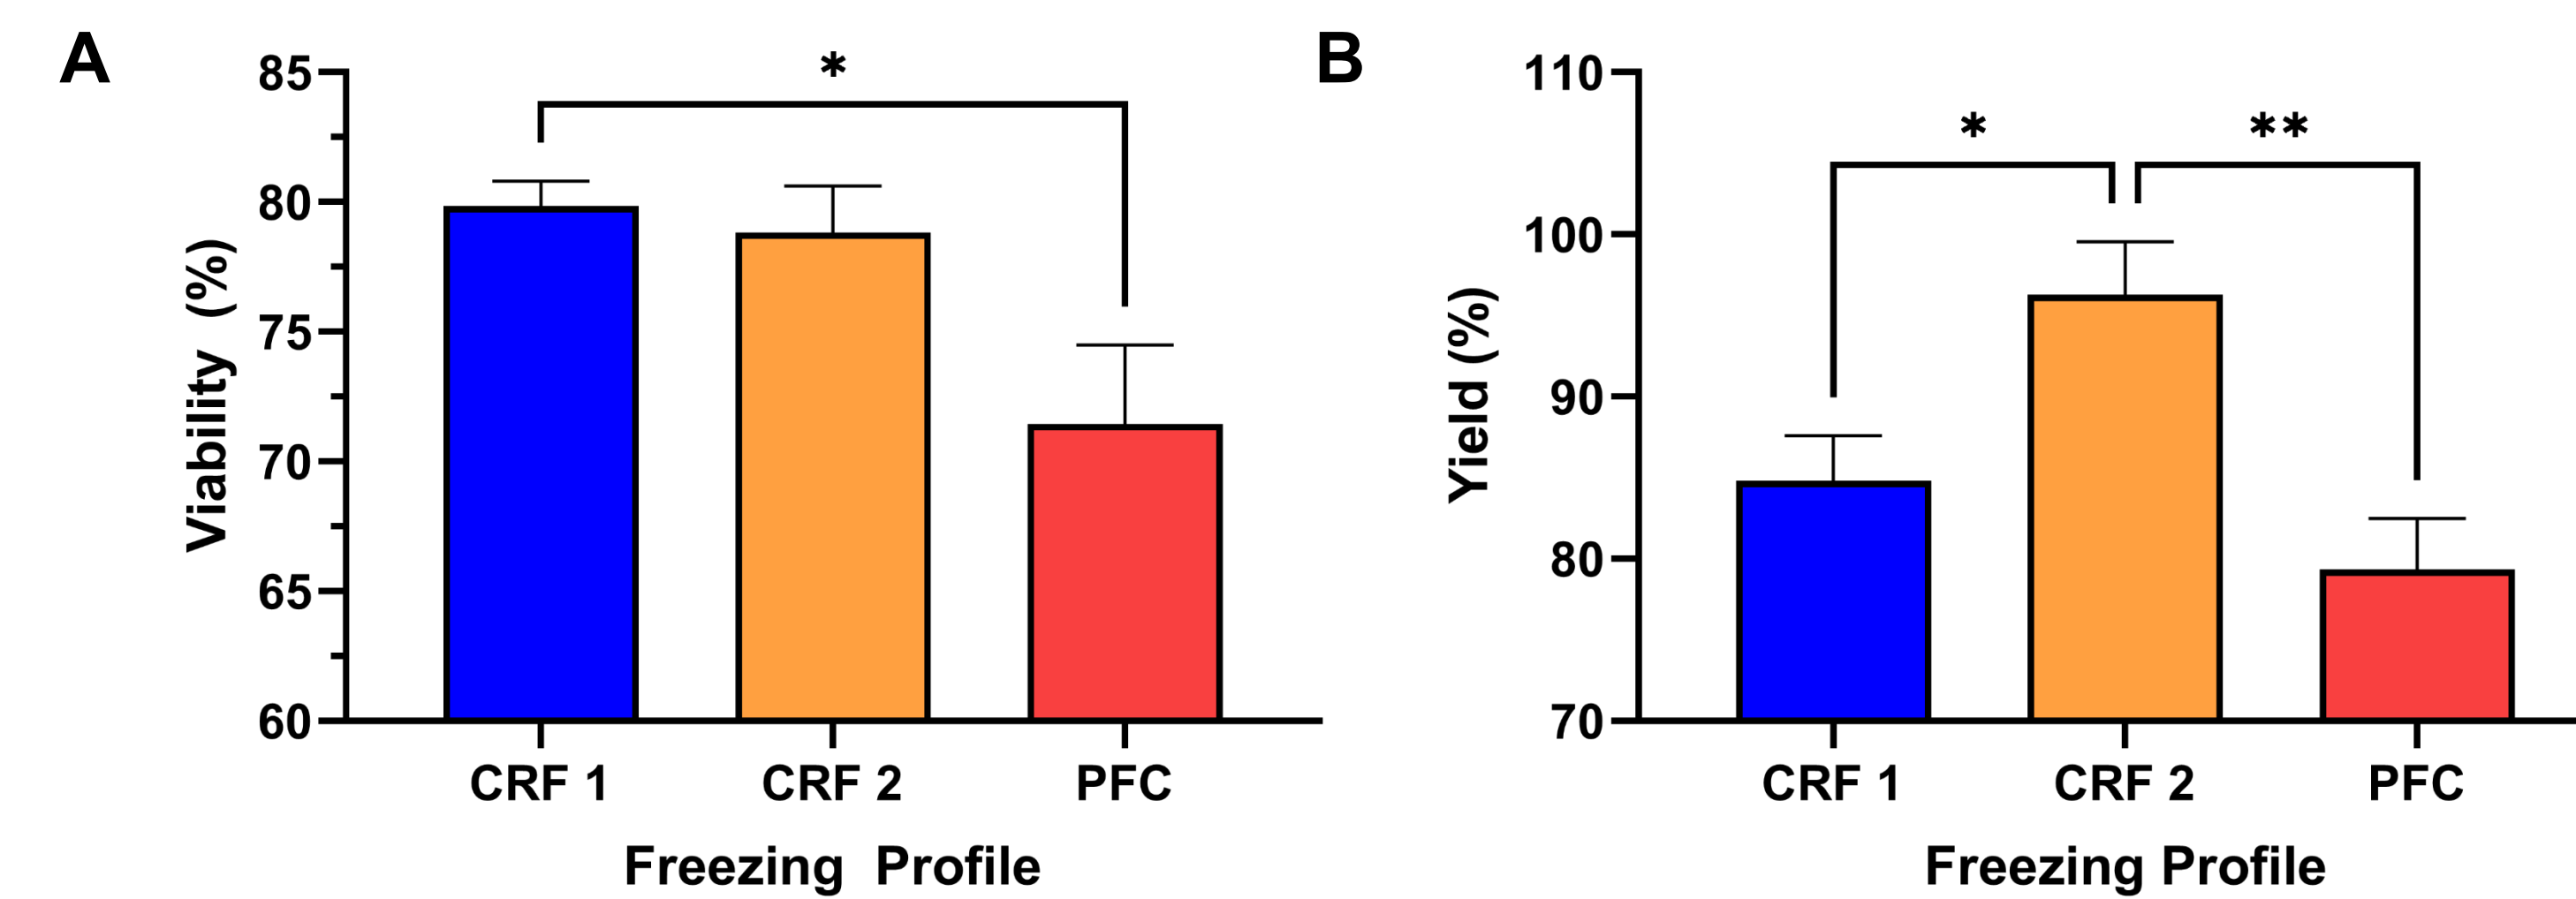 A
*
85
80
75
70
65
60
Viability (%)
CRF 1 CRF 2 PFC
Freezing Profile
B
* **
110
100
90
80
70
Yield (%)
CRF 1 CRF 2 PFC
Freezing Profile